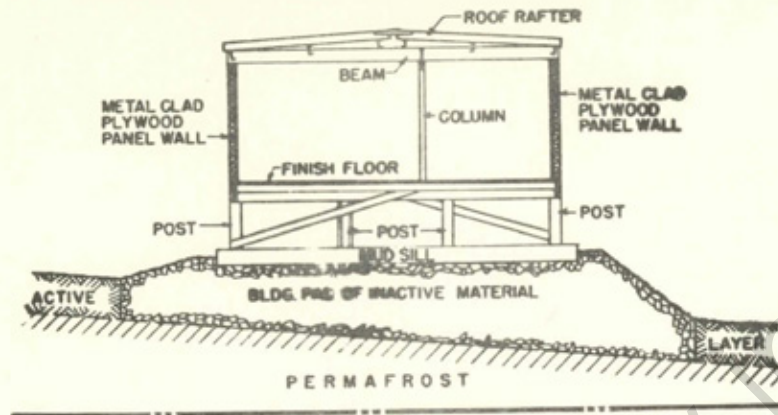 ROOF RAFTER
BEAM
METAL CLAD
PLYWOOD
PANEL WALL
METAL CLAD
PLYWOOD
PANEL WALL
COLUMN
FINISH FLOOR
POST
POST
POST
MUD SILL
BLDG. PAD OF INACTIVE MATERIAL
ACTIVE
LAYER
PERMAFROST